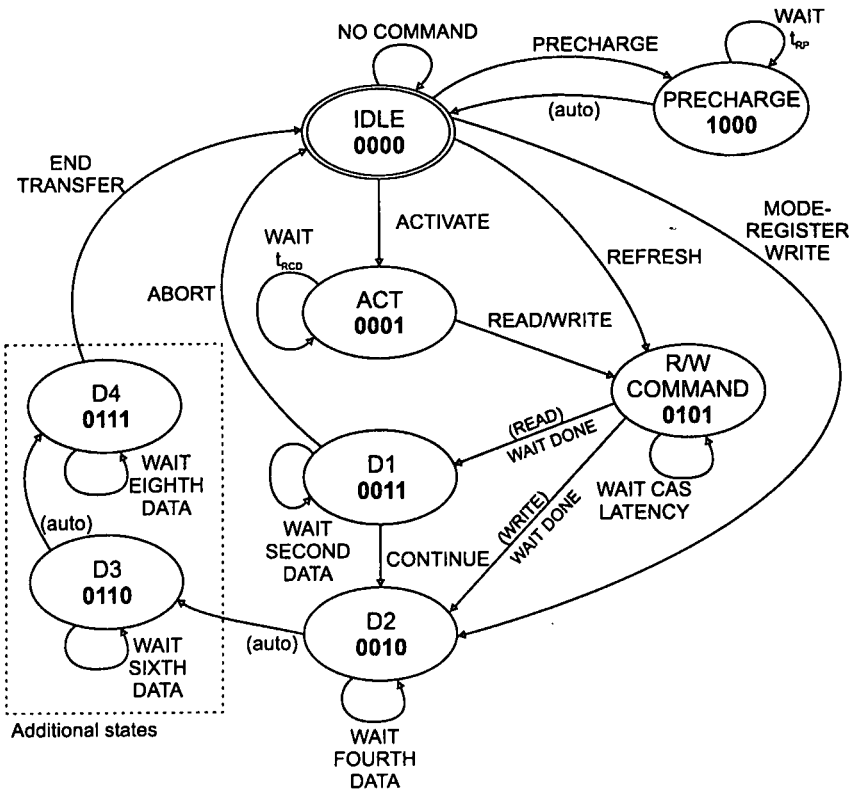 NO COMMAND
WAIT
tRP
PRECHARGE
PRECHARGE
1000
(auto)
IDLE
0000
END
TRANSFER
MODE-
REGISTER
WRITE
ACTIVATE
WAIT
tRCD
REFRESH
ABORT
ACT
0001
READ/WRITE
R/W
COMMAND
0101
D4
0111
(READ)
WAIT DONE
WAIT
EIGHTH
DATA
D1
0011
WAIT CAS
LATENCY
(WRITE)
WAIT DONE
(auto)
WAIT
SECOND
DATA
CONTINUE
D3
0110
D2
0010
(auto)
WAIT
SIXTH
DATA
Additional states
WAIT
FOURTH
DATA